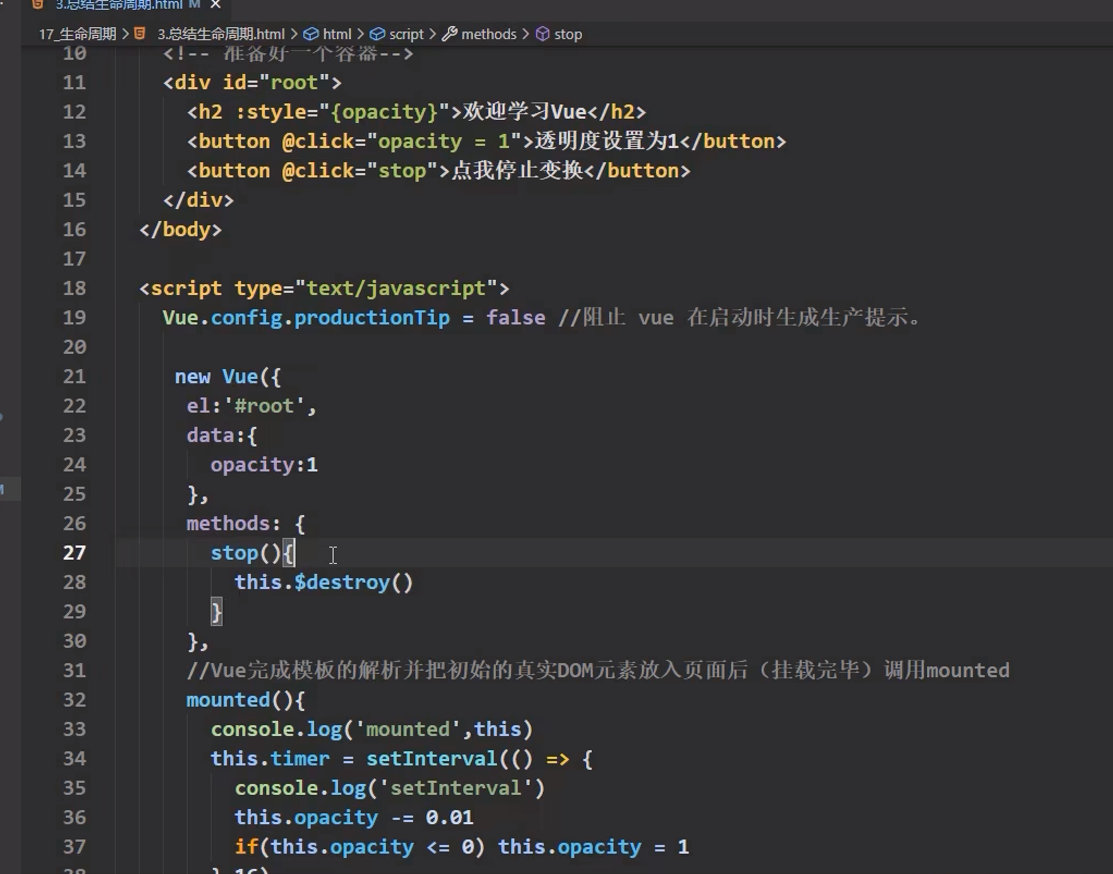 3.总结生命周期.html M ×
17_生命周期 > 3.总结生命周期.html > html > script > methods > stop
10 <!-- 准备好一个容器-->
11 <div id="root">
12 <h2 :style="{opacity}">欢迎学习Vue</h2>
13 <button @click="opacity = 1">透明度设置为1</button>
14 <button @click="stop">点我停止变换</button>
15 </div>
16 </body>
17
18 <script type="text/javascript">
19 Vue.config.productionTip = false //阻止 vue 在启动时生成生产提示。
20
21 new Vue({
22 el:'#root',
23 data:{
24 opacity:1
25 },
26 methods: {
27 stop(){
28 this.$destroy()
29 }
30 },
31 //Vue完成模板的解析并把初始的真实DOM元素放入页面后（挂载完毕）调用mounted
32 mounted(){
33 console.log('mounted',this)
34 this.timer = setInterval(() => {
35 console.log('setInterval')
36 this.opacity -= 0.01
37 if(this.opacity <= 0) this.opacity = 1
38 },16)